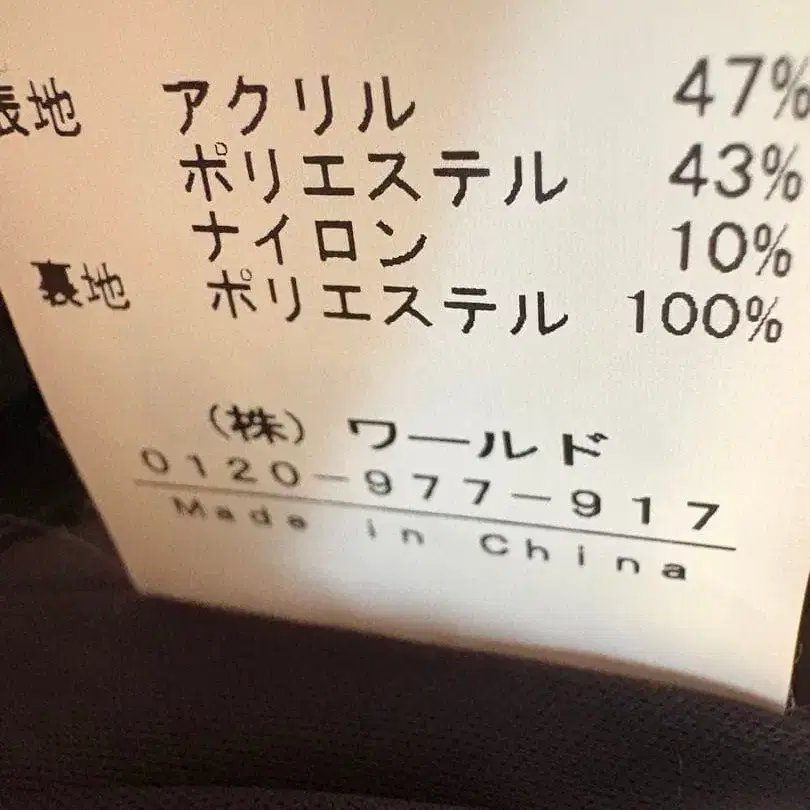 表地 アクリル 47%
ポリエステル 43%
ナイロン 10%
裏地 ポリエステル 100%
(株) ワールド
0120-977-917
Made in China